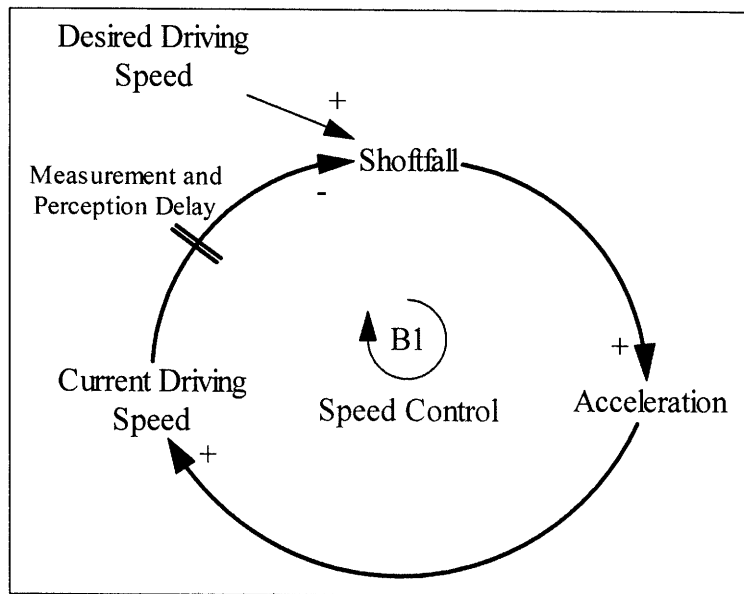 Desired Driving
Speed
+
Shoftfall
-
Measurement and
Perception Delay
B1
Speed Control
+
Acceleration
Current Driving
Speed
+